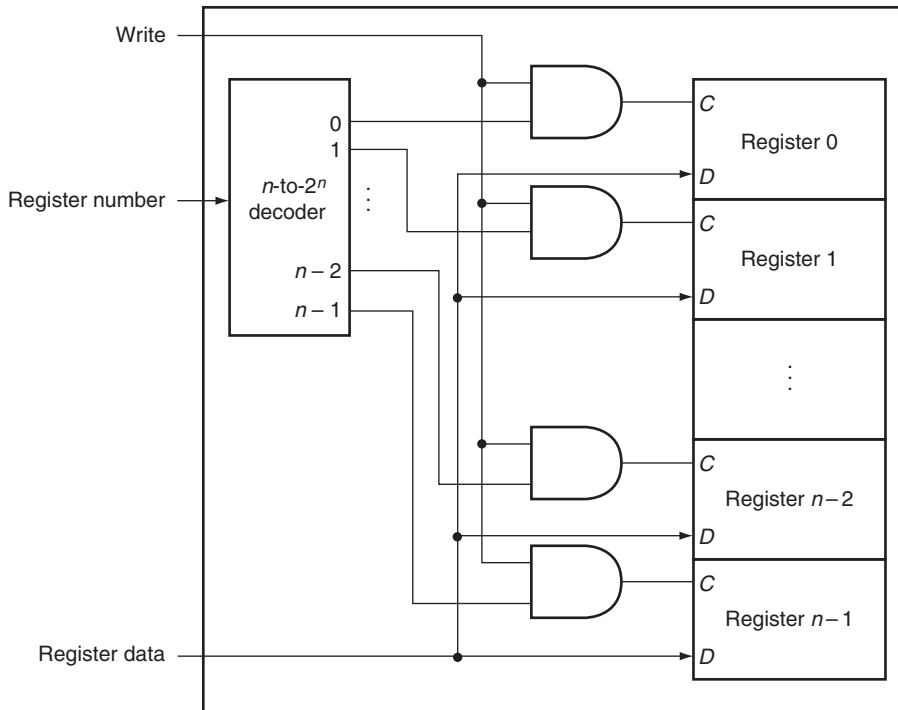 Write
C
0
Register 0
1
D
n-to-2ⁿ
decoder
⋮
Register number
C
Register 1
n – 2
D
n – 1
⋮
C
Register n – 2
D
C
Register n – 1
Register data
D